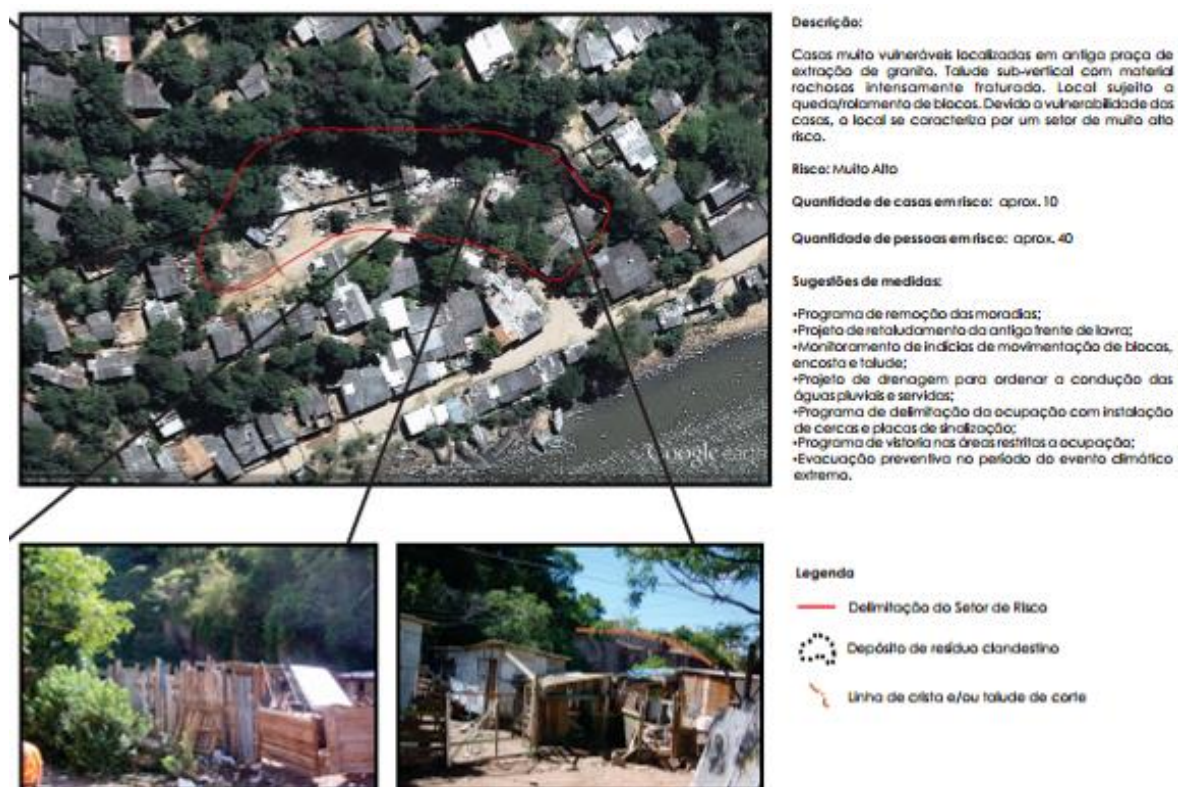 Descrição:
Casas muito vulneráveis localizadas em antiga praça de
extração de granito. Talude sub-vertical com material
rochoso intensamente fraturado. Local sujeito a
queda/rolamento de blocos. Devido a vulnerabilidade das
casas, o local se caracteriza por um setor de muito alto
risco.
Risco: Muito Alto
Quantidade de casas em risco: aprox. 10
Quantidade de pessoas em risco: aprox. 40
Sugestões de medidas:
•Programa de remoção das moradias;
•Projeto de retaludamento da antiga frente de lavra;
•Monitoramento de indícios de movimentação de blocos,
encosta e talude;
•Projeto de drenagem para ordenar a condução das
águas pluviais e servidas;
•Programa de delimitação da ocupação com instalação
de cercas e placas de sinalização;
•Programa de vistoria nas áreas restritas a ocupação;
•Evacuação preventiva no período do evento climático
extremo.
Google earth
Legenda
Delimitação do Setor de Risco
Depósito de resíduo clandestino
Linha de crista e/ou talude de corte